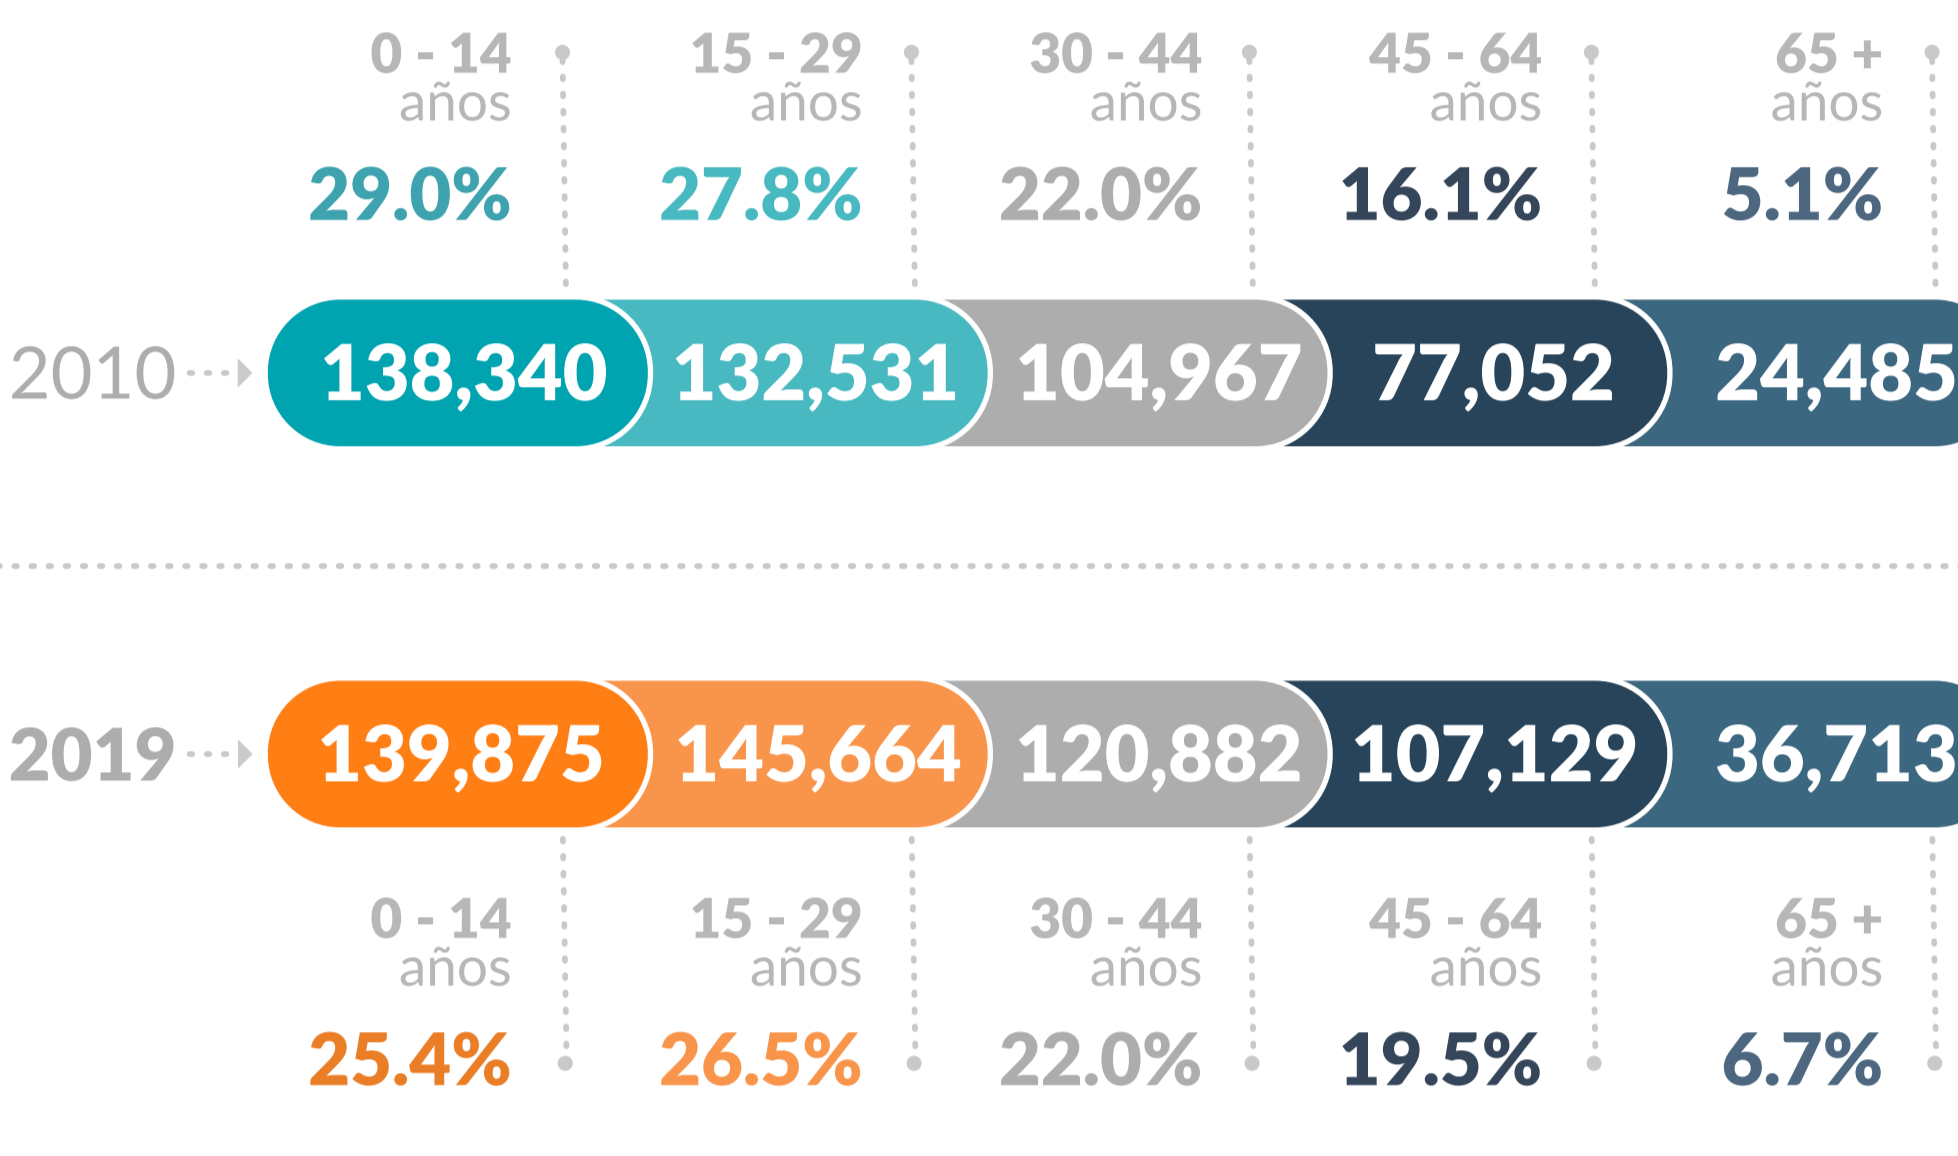 0 - 14 15 - 29 30 - 44 45 - 64 65 +
años años años años años
29.0% 27.8% 22.0% 16.1% 5.1%
2010 138,340 132,531 104,967 77,052 24,485
2019 139,875 145,664 120,882 107,129 36,713
0 - 14 15 - 29 30 - 44 45 - 64 65 +
años años años años años
25.4% 26.5% 22.0% 19.5% 6.7%